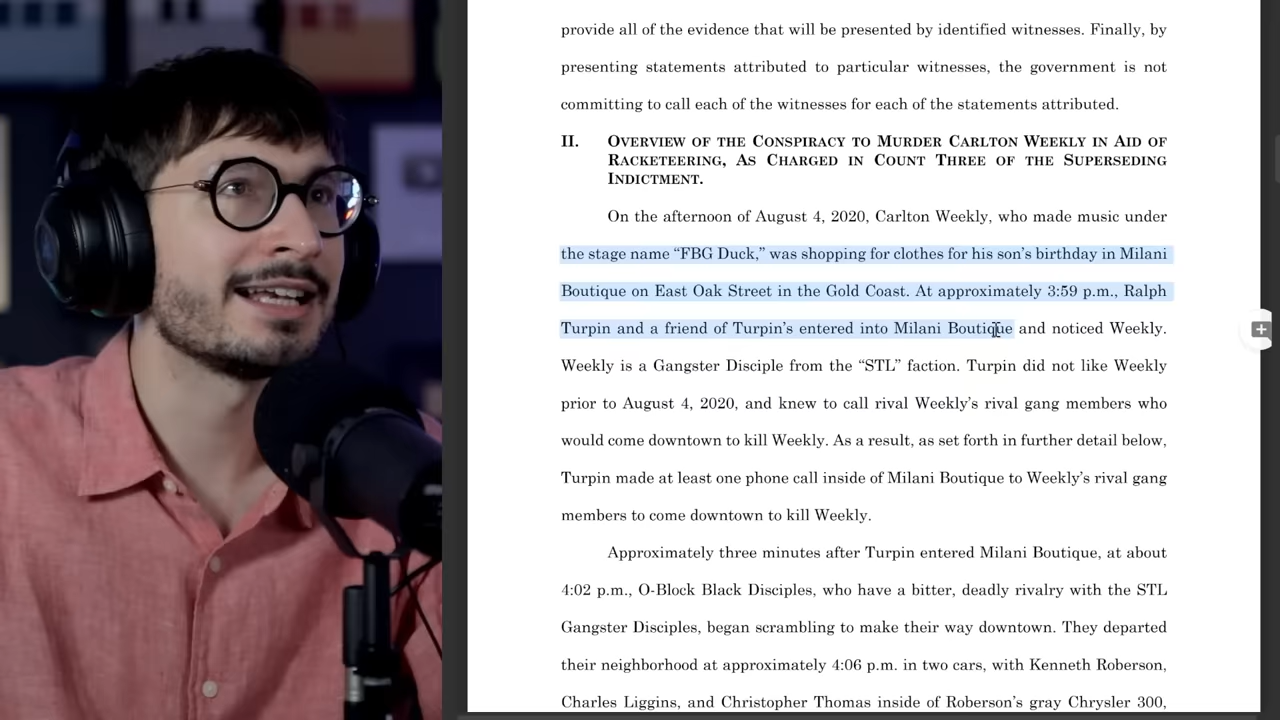 provide all of the evidence that will be presented by identified witnesses. Finally, by
presenting statements attributed to particular witnesses, the government is not
committing to call each of the witnesses for each of the statements attributed.
II. OVERVIEW OF THE CONSPIRACY TO MURDER CARLTON WEEKLY IN AID OF
RACKETEERING, AS CHARGED IN COUNT THREE OF THE SUPERSEDING
INDICTMENT.
On the afternoon of August 4, 2020, Carlton Weekly, who made music under
the stage name “FBG Duck,” was shopping for clothes for his son’s birthday in Milani
Boutique on East Oak Street in the Gold Coast. At approximately 3:59 p.m., Ralph
Turpin and a friend of Turpin’s entered into Milani Boutique and noticed Weekly.
Weekly is a Gangster Disciple from the “STL” faction. Turpin did not like Weekly
prior to August 4, 2020, and knew to call rival Weekly’s rival gang members who
would come downtown to kill Weekly. As a result, as set forth in further detail below,
Turpin made at least one phone call inside of Milani Boutique to Weekly’s rival gang
members to come downtown to kill Weekly.
Approximately three minutes after Turpin entered Milani Boutique, at about
4:02 p.m., O-Block Black Disciples, who have a bitter, deadly rivalry with the STL
Gangster Disciples, began scrambling to make their way downtown. They departed
their neighborhood at approximately 4:06 p.m. in two cars, with Kenneth Roberson,
Charles Liggins, and Christopher Thomas inside of Roberson’s gray Chrysler 300,